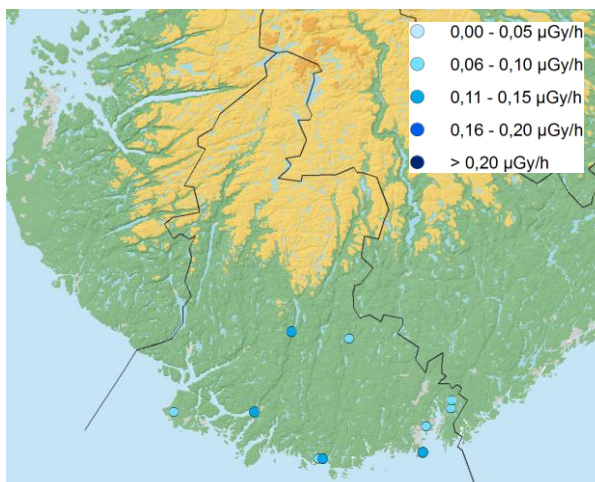 0,00 - 0,05 µGy/h
0,06 - 0,10 µGy/h
0,11 - 0,15 µGy/h
0,16 - 0,20 µGy/h
> 0,20 µGy/h